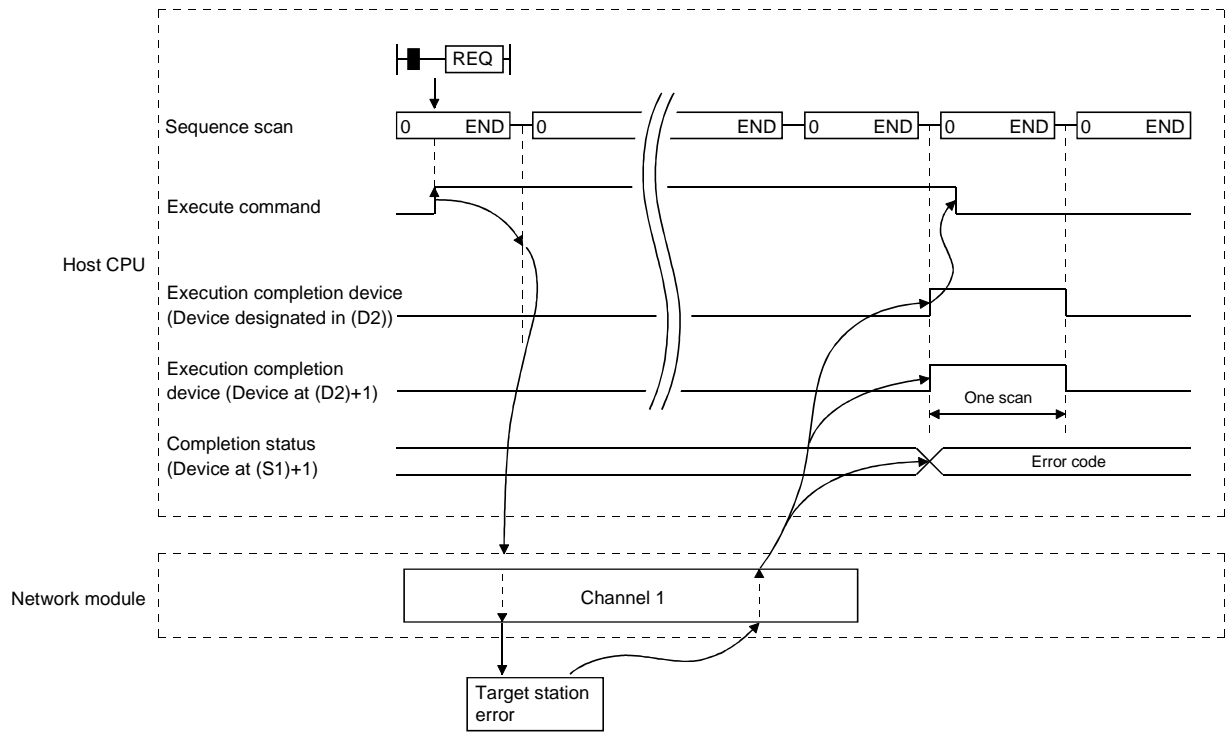 REQ
Sequence scan
0 END 0 END 0 END 0 END 0 END
Execute command
Host CPU
Execution completion device
(Device designated in (D2))
Execution completion
device (Device at (D2)+1)
One scan
Completion status
(Device at (S1)+1)
Error code
Network module
Channel 1
Target station
error